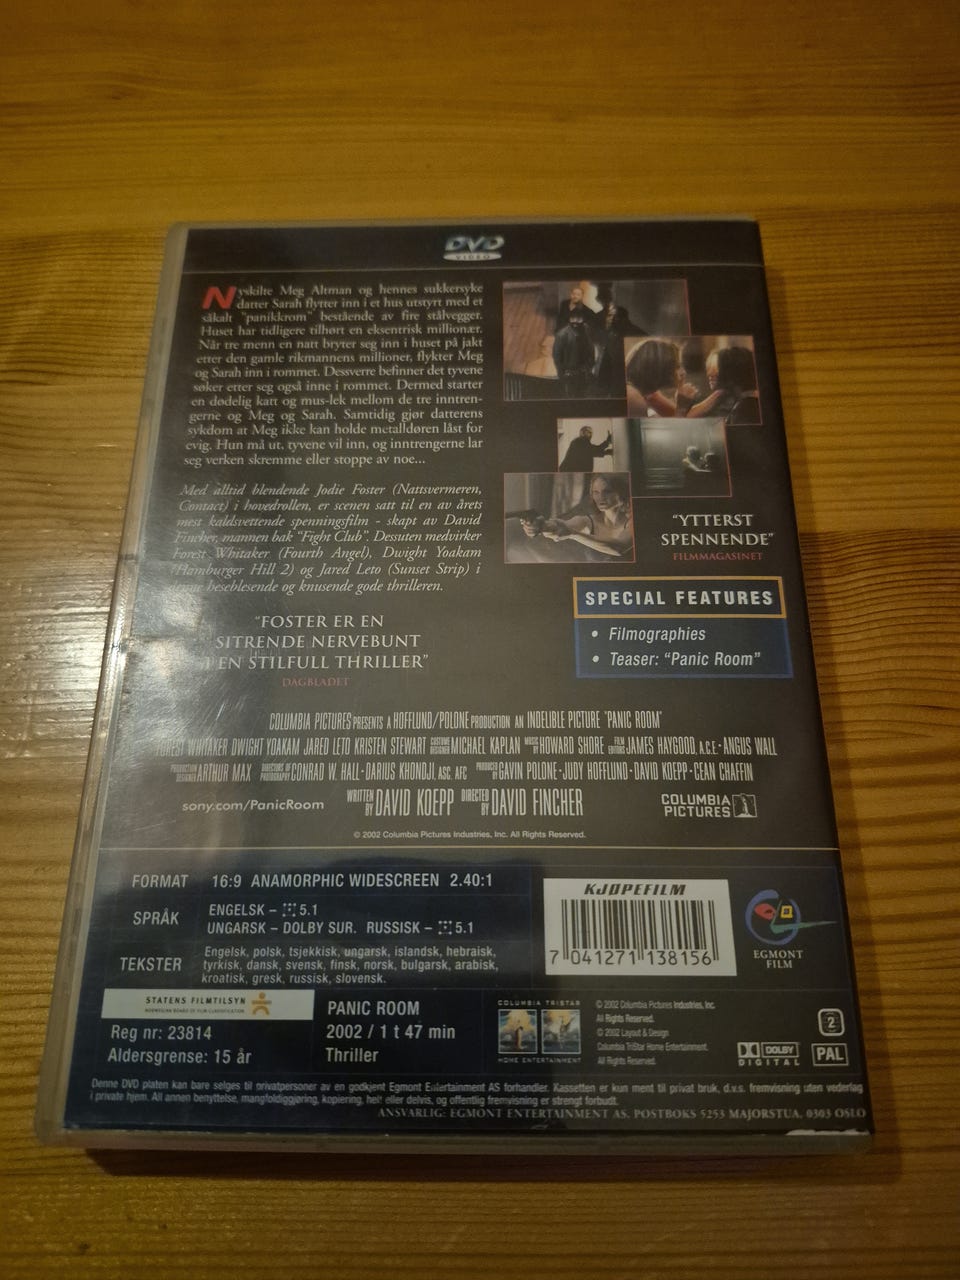 DVD
VIDEO
Nyskilte Meg Altman og hennes sukkersyke
datter Sarah flytter inn i et hus utstyrt med et
såkalt "panikkrom" bestående av fire stålvegger.
Huset har tidligere tilhørt en eksentrisk millionær.
Når tre menn en natt bryter seg inn i huset på jakt
etter den gamle rikmannens millioner, flykter Meg
og Sarah inn i rommet. Dessverre befinner det tyvene
søker etter seg også inne i rommet. Dermed starter
en dødelig katt og mus-lek mellom de tre inntren-
gerne og Meg og Sarah. Samtidig gjør datterens
sykdom at Meg ikke kan holde metalldøren låst for
evig. Hun må ut, tyvene vil inn, og inntrengerne lar
seg verken skremme eller stoppe av noe...
Med alltid blendende Jodie Foster (Nattsvermeren,
Contact) i hovedrollen, er scenen satt til en av årets
mest kaldsvettende spenningsfilm - skapt av David
Fincher, mannen bak "Fight Club". Dessuten medvirker
Forest Whitaker (Fourth Angel), Dwight Yoakam
(Hamburger Hill 2) og Jared Leto (Sunset Strip) i
beseblesende og knusende gode thrilleren.
"YTTERST
SPENNENDE"
FILMMAGASINET
SPECIAL FEATURES
• Filmographies
• Teaser: "Panic Room"
"FOSTER ER EN
SITRENDE NERVEBUNT
I EN STILFULL THRILLER"
DAGBLADET
COLUMBIA PICTURES PRESENTS A HOFFLUND/POLONE PRODUCTION AN INDELIBLE PICTURE "PANIC ROOM"
FOREST WHITAKER DWIGHT YOAKAM JARED LETO KRISTEN STEWART COSTUME DESIGNER MICHAEL KAPLAN MUSIC BY HOWARD SHORE FILM EDITORS JAMES HAYGOOD, A.C.E. · ANGUS WALL
PRODUCTION DESIGNER ARTHUR MAX DIRECTORS OF PHOTOGRAPHY CONRAD W. HALL · DARIUS KHONDJI, ASC, AFC PRODUCED BY GAVIN POLONE · JUDY HOFFLUND · DAVID KOEPP · CEAN CHAFFIN
sony.com/PanicRoom WRITTEN BY DAVID KOEPP DIRECTED BY DAVID FINCHER COLUMBIA PICTURES
© 2002 Columbia Pictures Industries, Inc. All Rights Reserved.
FORMAT 16:9 ANAMORPHIC WIDESCREEN 2.40:1
SPRÅK ENGELSK – 5.1
UNGARSK – DOLBY SUR. RUSSISK – 5.1
TEKSTER Engelsk, polsk, tsjekkisk, ungarsk, islandsk, hebraisk,
tyrkisk, dansk, svensk, finsk, norsk, bulgarsk, arabisk,
kroatisk, gresk, russisk, slovensk.
KJØPEFILM
7 041271 138156
EGMONT
FILM
STATENS FILMTILSYN
NORWEGIAN BOARD OF FILM CLASSIFICATION
Reg nr: 23814
Aldersgrense: 15 år
PANIC ROOM
2002 / 1 t 47 min
Thriller
COLUMBIA TRISTAR
HOME ENTERTAINMENT
© 2002 Columbia Pictures Industries, Inc.
All Rights Reserved.
© 2002 Layout & Design
Columbia TriStar Home Entertainment.
All Rights Reserved.
DOLBY
DIGITAL
2
PAL
Denne DVD platen kan bare selges til privatpersoner av en godkjent Egmont Entertainment AS forhandler. Kassetten er kun ment til privat bruk, d.v.s. fremvisning uten vederlag
i private hjem. All annen benyttelse, mangfoldiggjøring, kopiering, helt eller delvis, og offentlig fremvisning er strengt forbudt.
ANSVARLIG: EGMONT ENTERTAINMENT AS, POSTBOKS 5253 MAJORSTUA, 0303 OSLO